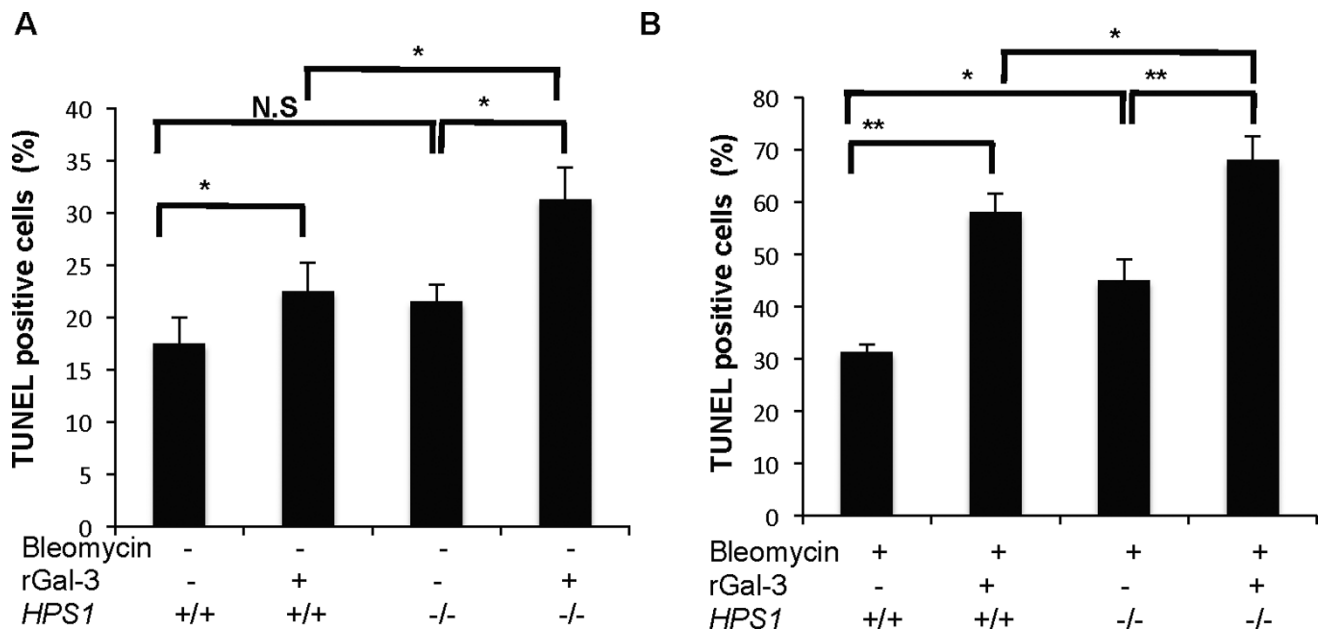 A
*
N.S
*
*
TUNEL positive cells (%)
40
35
30
25
20
15
10
5
0
Bleomycin - - - -
rGal-3 - + - +
HPS1 +/+ +/+ -/- -/-
B
*
*
**
**
TUNEL positive cells (%)
80
70
60
50
40
30
20
10
0
Bleomycin + + + +
rGal-3 - + - +
HPS1 +/+ +/+ -/- -/-